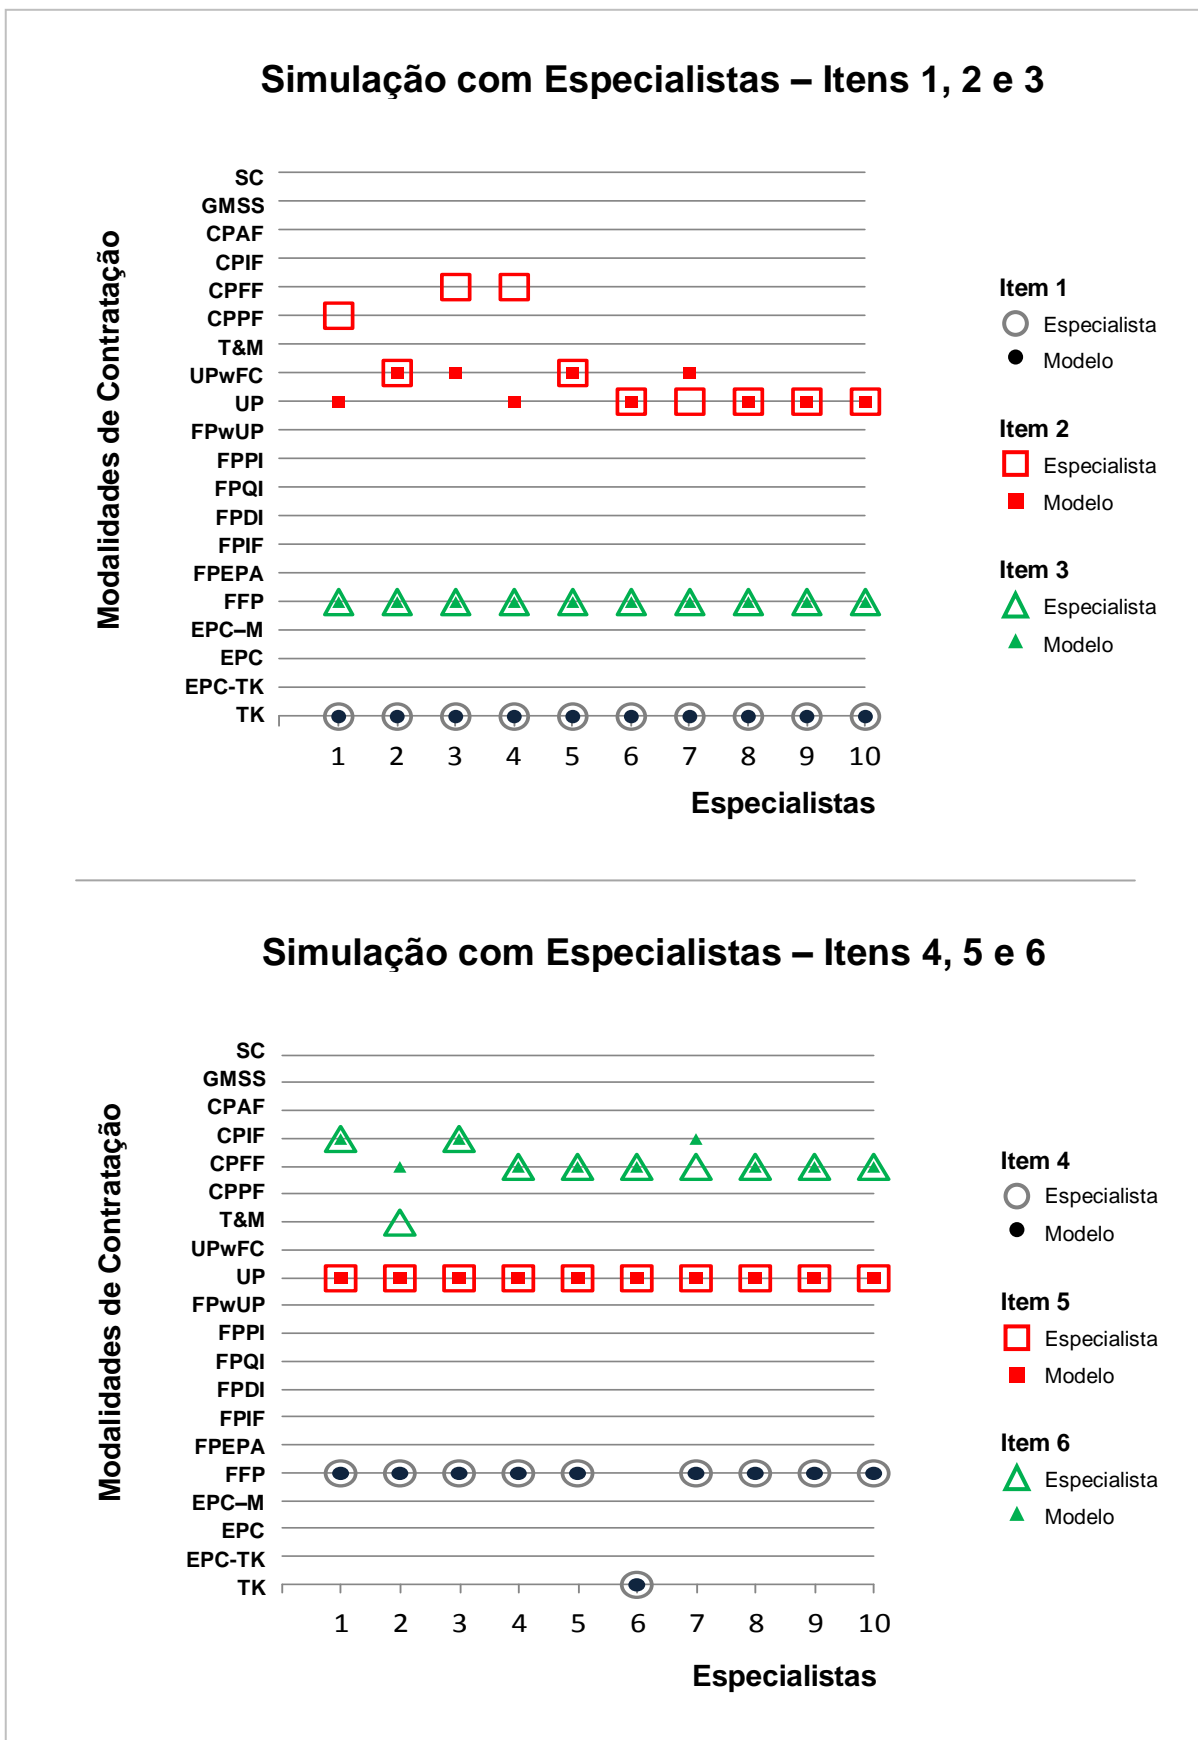 Simulação com Especialistas – Itens 1, 2 e 3
Modalidades de Contratação
SC
GMSS
CPAF
CPIF
CPFF
CPPF
T&M
UPwFC
UP
FPwUP
FPPI
FPQI
FPDI
FPIF
FPEPA
FFP
EPC–M
EPC
EPC-TK
TK
1 2 3 4 5 6 7 8 9 10
Especialistas
Item 1
Especialista
Modelo
Item 2
Especialista
Modelo
Item 3
Especialista
Modelo
Simulação com Especialistas – Itens 4, 5 e 6
Modalidades de Contratação
SC
GMSS
CPAF
CPIF
CPFF
CPPF
T&M
UPwFC
UP
FPwUP
FPPI
FPQI
FPDI
FPIF
FPEPA
FFP
EPC–M
EPC
EPC-TK
TK
1 2 3 4 5 6 7 8 9 10
Especialistas
Item 4
Especialista
Modelo
Item 5
Especialista
Modelo
Item 6
Especialista
Modelo